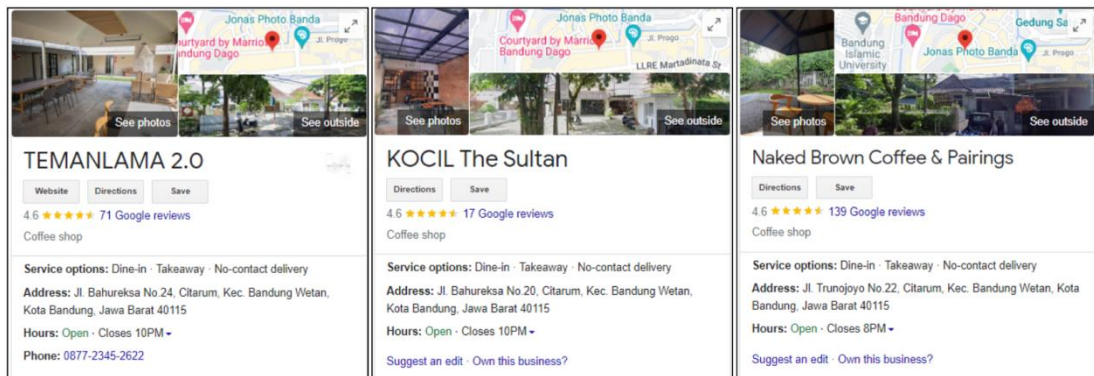 Jonas Photo Banda
Courtyard by Marriott
Bandung Dago
Jl. Progo
See photos
See outside
TEMANLAMA 2.0
Website
Directions
Save
4.6 71 Google reviews
Coffee shop
Service options: Dine-in · Takeaway · No-contact delivery
Address: Jl. Bahureksa No.24, Citarum, Kec. Bandung Wetan,
Kota Bandung, Jawa Barat 40115
Hours: Open · Closes 10PM
Phone: 0877-2345-2622
Jonas Photo Banda
Courtyard by Marriott
Bandung Dago
Jl. Progo
LLRE Martadinata St
See photos
See outside
KOCIL The Sultan
Directions
Save
4.6 17 Google reviews
Coffee shop
Service options: Dine-in · Takeaway · No-contact delivery
Address: Jl. Bahureksa No.20, Citarum, Kec. Bandung Wetan,
Kota Bandung, Jawa Barat 40115
Hours: Open · Closes 10PM
Suggest an edit · Own this business?
Courtyard by Marriott
Bandung Dago
Gedung Sa
Bandung
Islamic
University
Jonas Photo Banda
Jl. Progo
See photos
See outside
Naked Brown Coffee & Pairings
Directions
Save
4.6 139 Google reviews
Coffee shop
Service options: Dine-in · Takeaway · No-contact delivery
Address: Jl. Trunojoyo No.22, Citarum, Kec. Bandung Wetan, Kota
Bandung, Jawa Barat 40115
Hours: Open · Closes 8PM
Suggest an edit · Own this business?